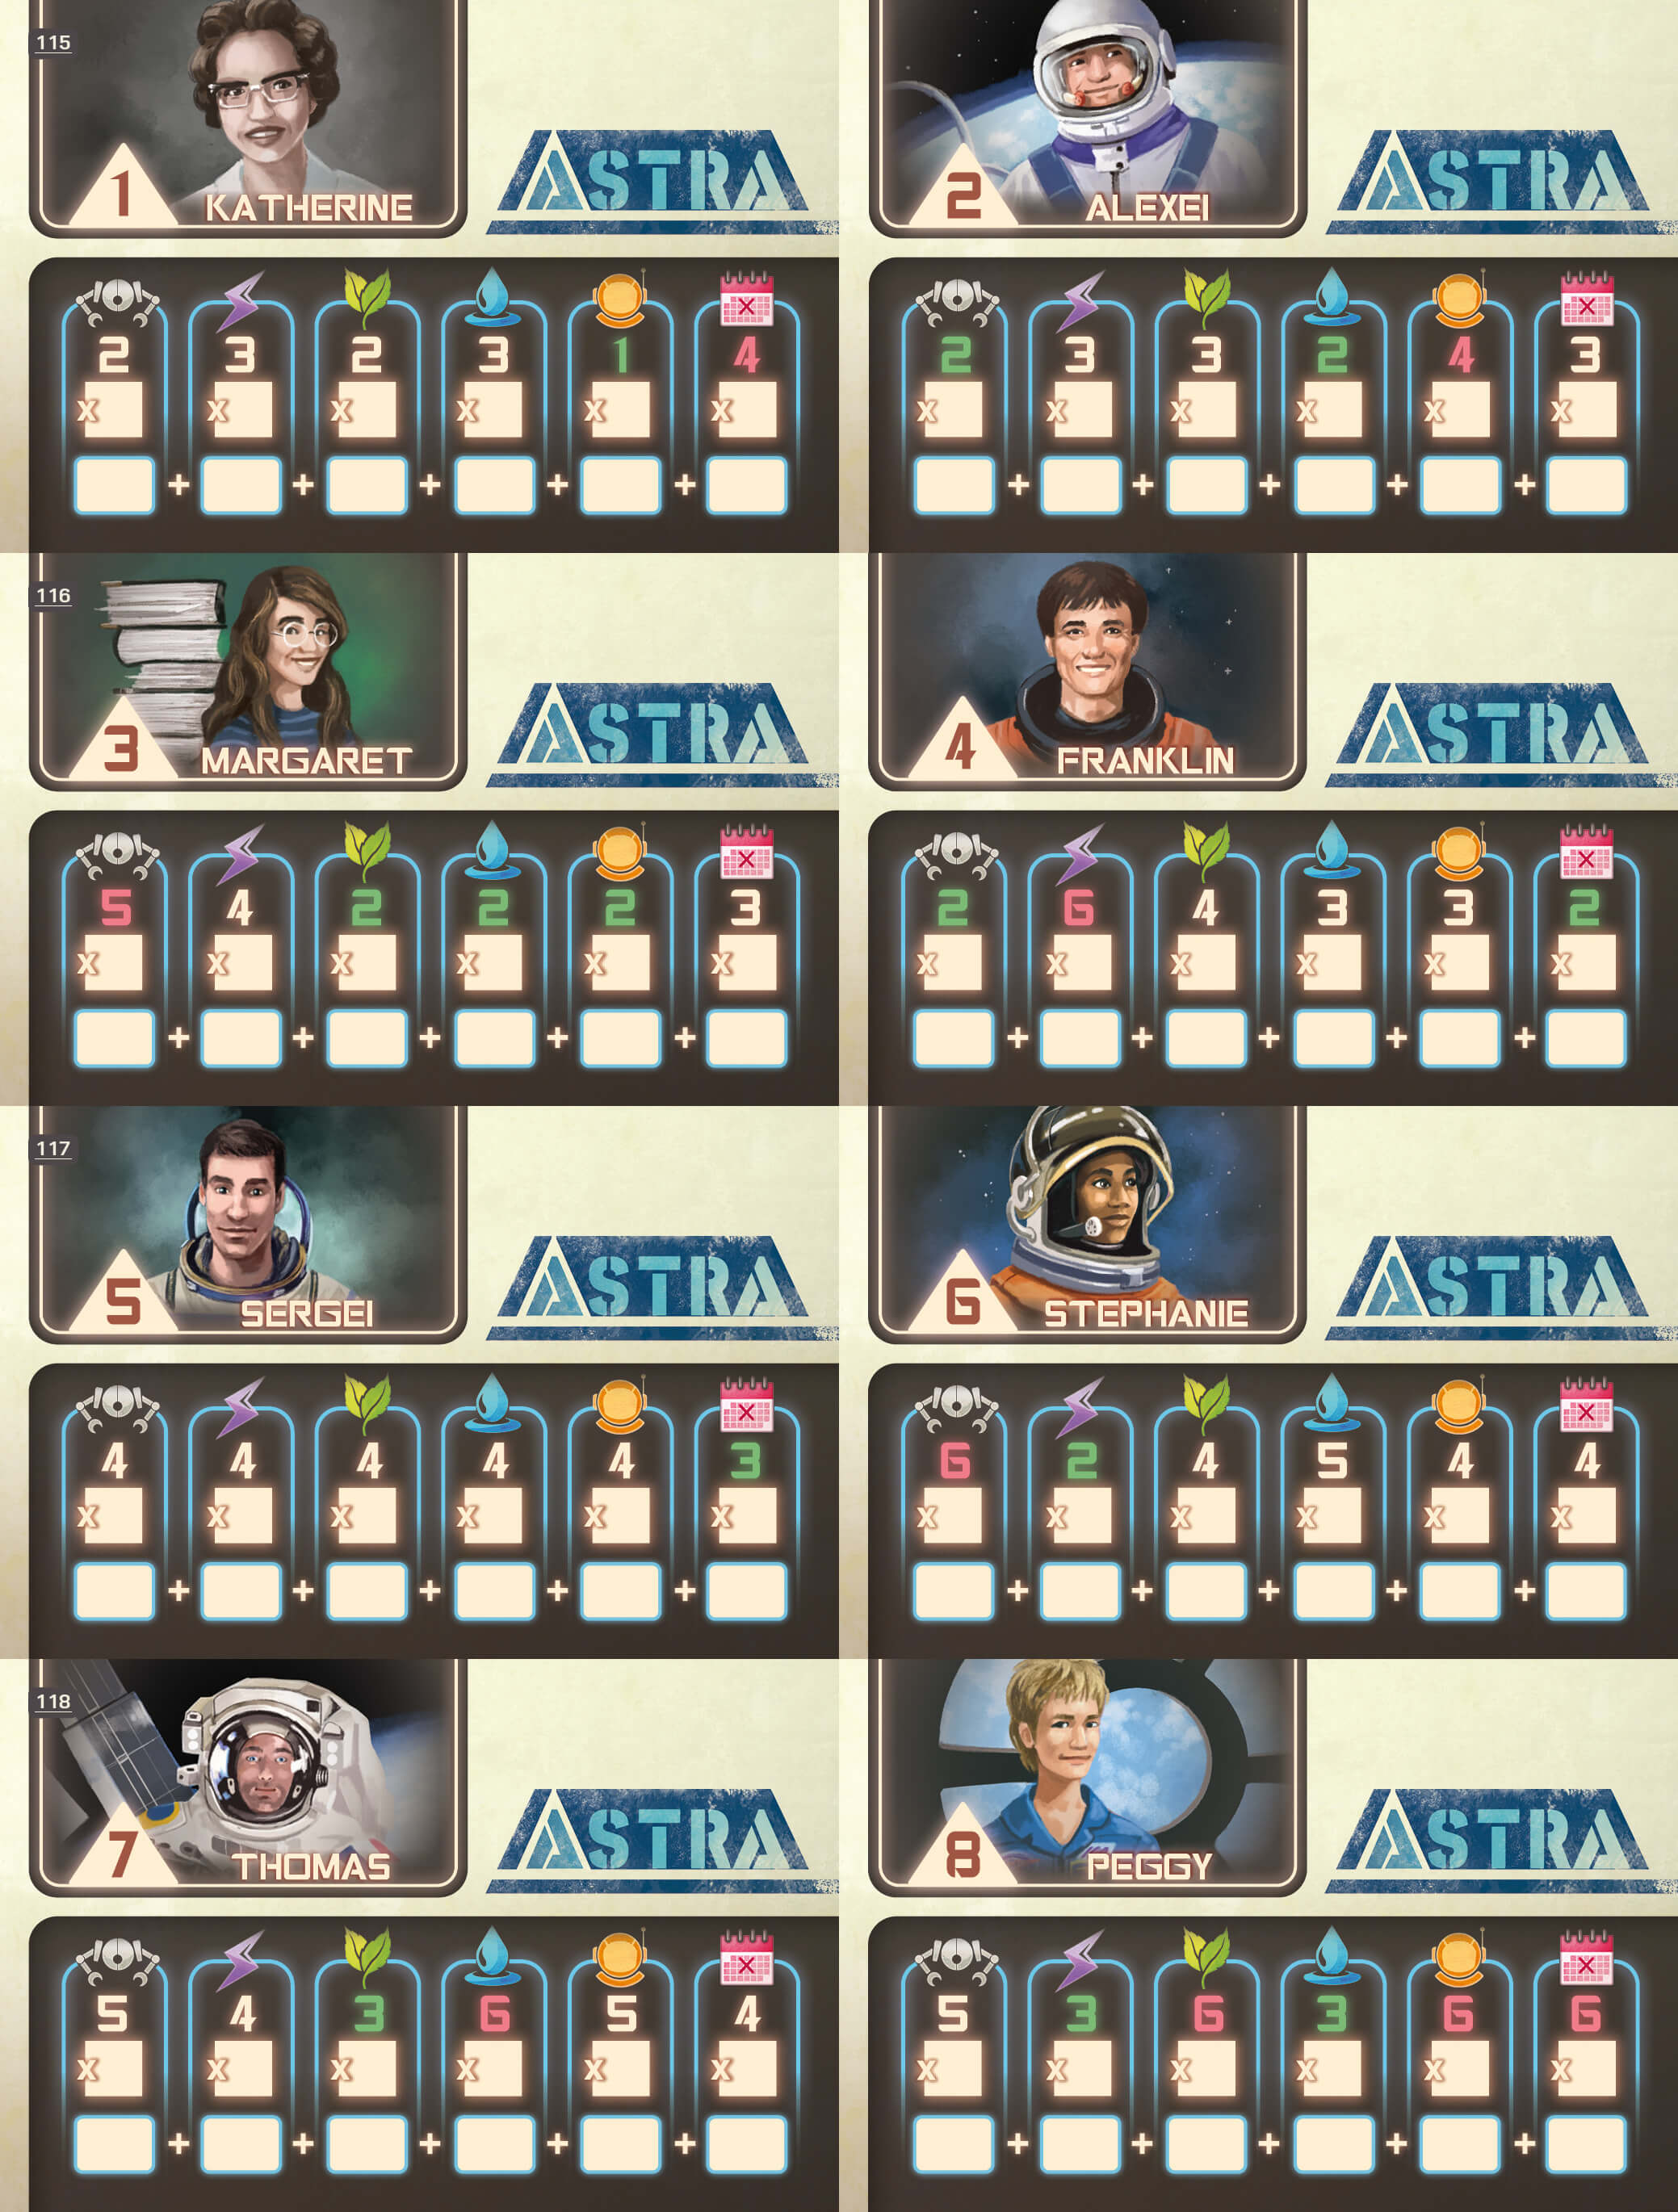 115
1 KATHERINE
ASTRA
2 3 2 3 1 4
x x x x x x
+ + + + +
2 ALEXEI
ASTRA
2 3 3 2 4 3
x x x x x x
+ + + + +
116
3 MARGARET
ASTRA
5 4 2 2 2 3
x x x x x x
+ + + + +
4 FRANKLIN
ASTRA
2 6 4 3 3 2
x x x x x x
+ + + + +
117
5 SERGEI
ASTRA
4 4 4 4 4 3
x x x x x x
+ + + + +
6 STEPHANIE
ASTRA
6 2 4 5 4 4
x x x x x x
+ + + + +
118
7 THOMAS
ASTRA
5 4 3 6 5 4
x x x x x x
+ + + + +
8 PEGGY
ASTRA
5 3 6 3 6 6
x x x x x x
+ + + + +